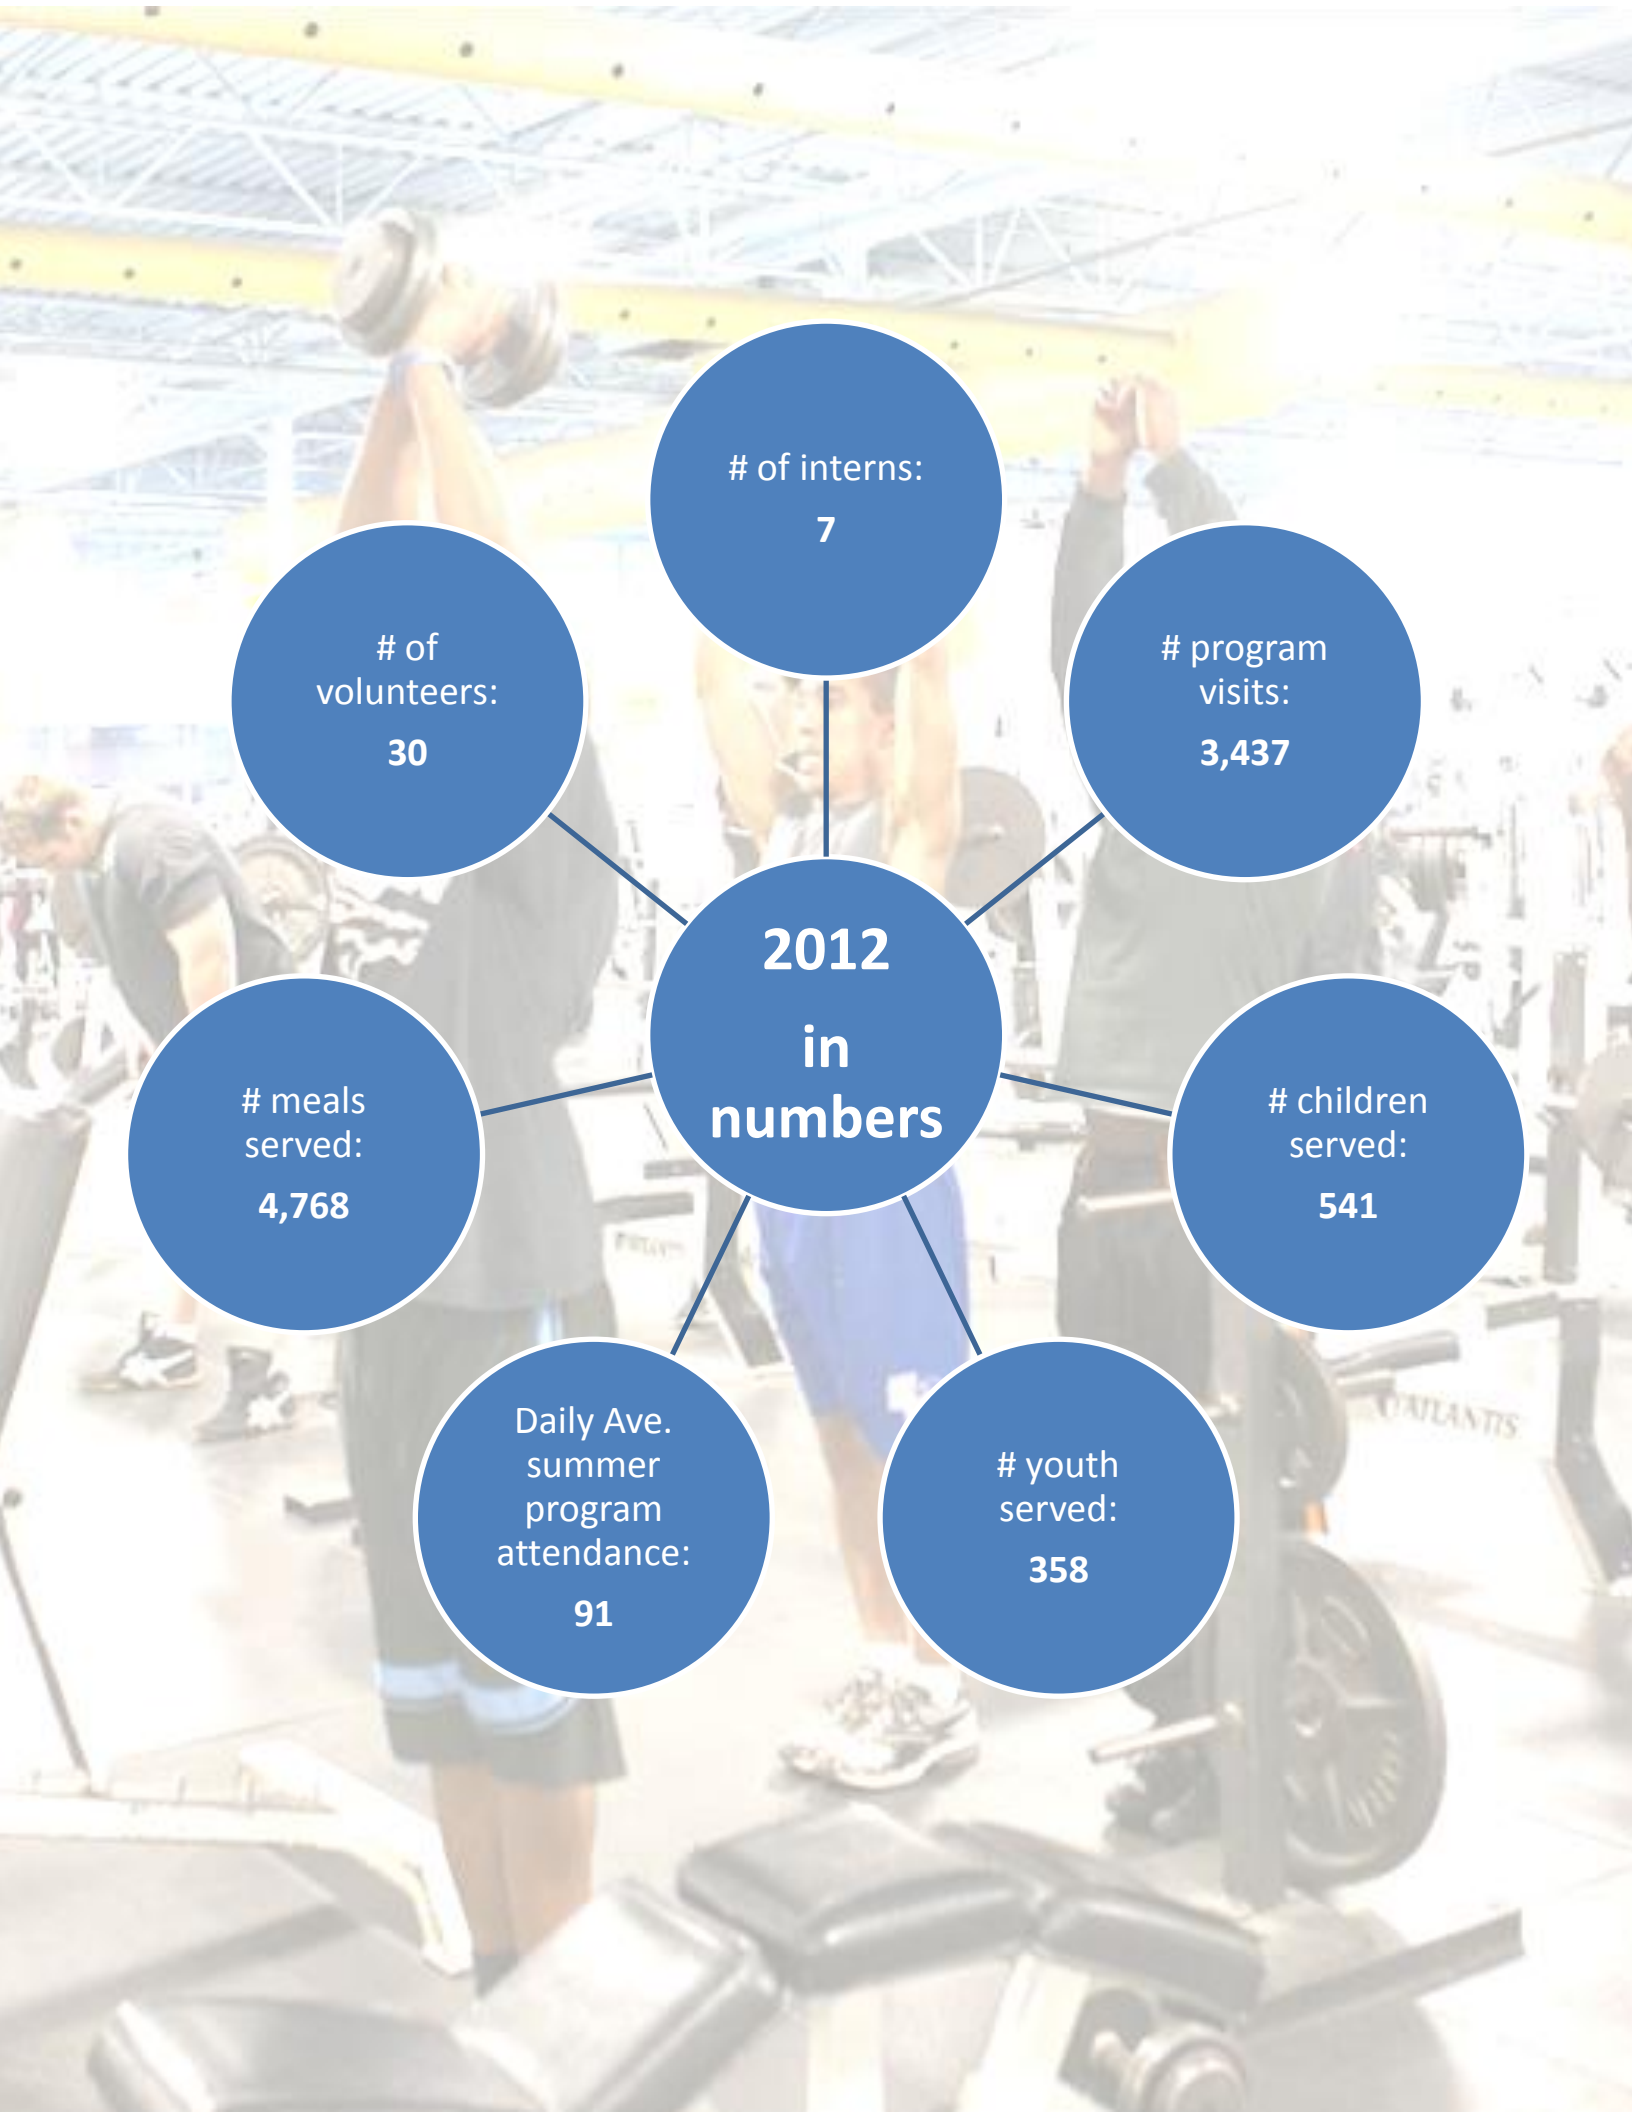 # of interns:
7
# program
visits:
3,437
# children
served:
541
# youth
served:
358
Daily Ave.
summer
program
attendance:
91
# meals
served:
4,768
# of
volunteers:
30
2012
in
numbers
ATLANTIS